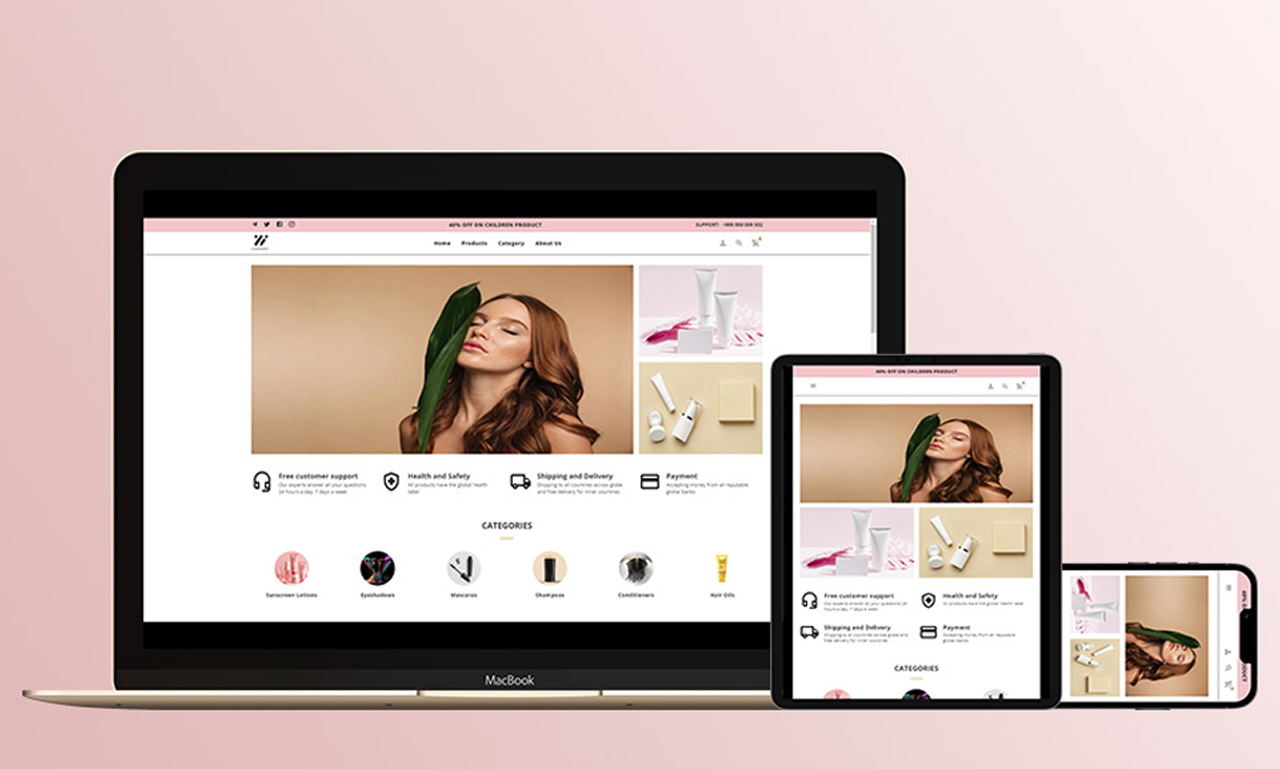 40% OFF ON CHILDREN PRODUCT
SUPPORT:
Home Products Category About Us
Free customer support
Our experts answer all your questions
24 hours a day, 7 days a week
Health and Safety
All products have the global health
label
Shipping and Delivery
Shipping to all countries across globe
and free delivery for inner countries
Payment
Accepting money from all reputable
global banks
CATEGORIES
Sunscreen Lotions
Eyeshadows
Mascaras
Shampoos
Conditioners
Hair Oils
MacBook
40% OFF ON CHILDREN PRODUCT
Free customer support
Our experts answer all your questions 24
hours a day, 7 days a week
Health and Safety
All products have the global health label
Shipping and Delivery
Shipping to all countries across globe and
free delivery for inner countries
Payment
Accepting money from all reputable
global banks
CATEGORIES